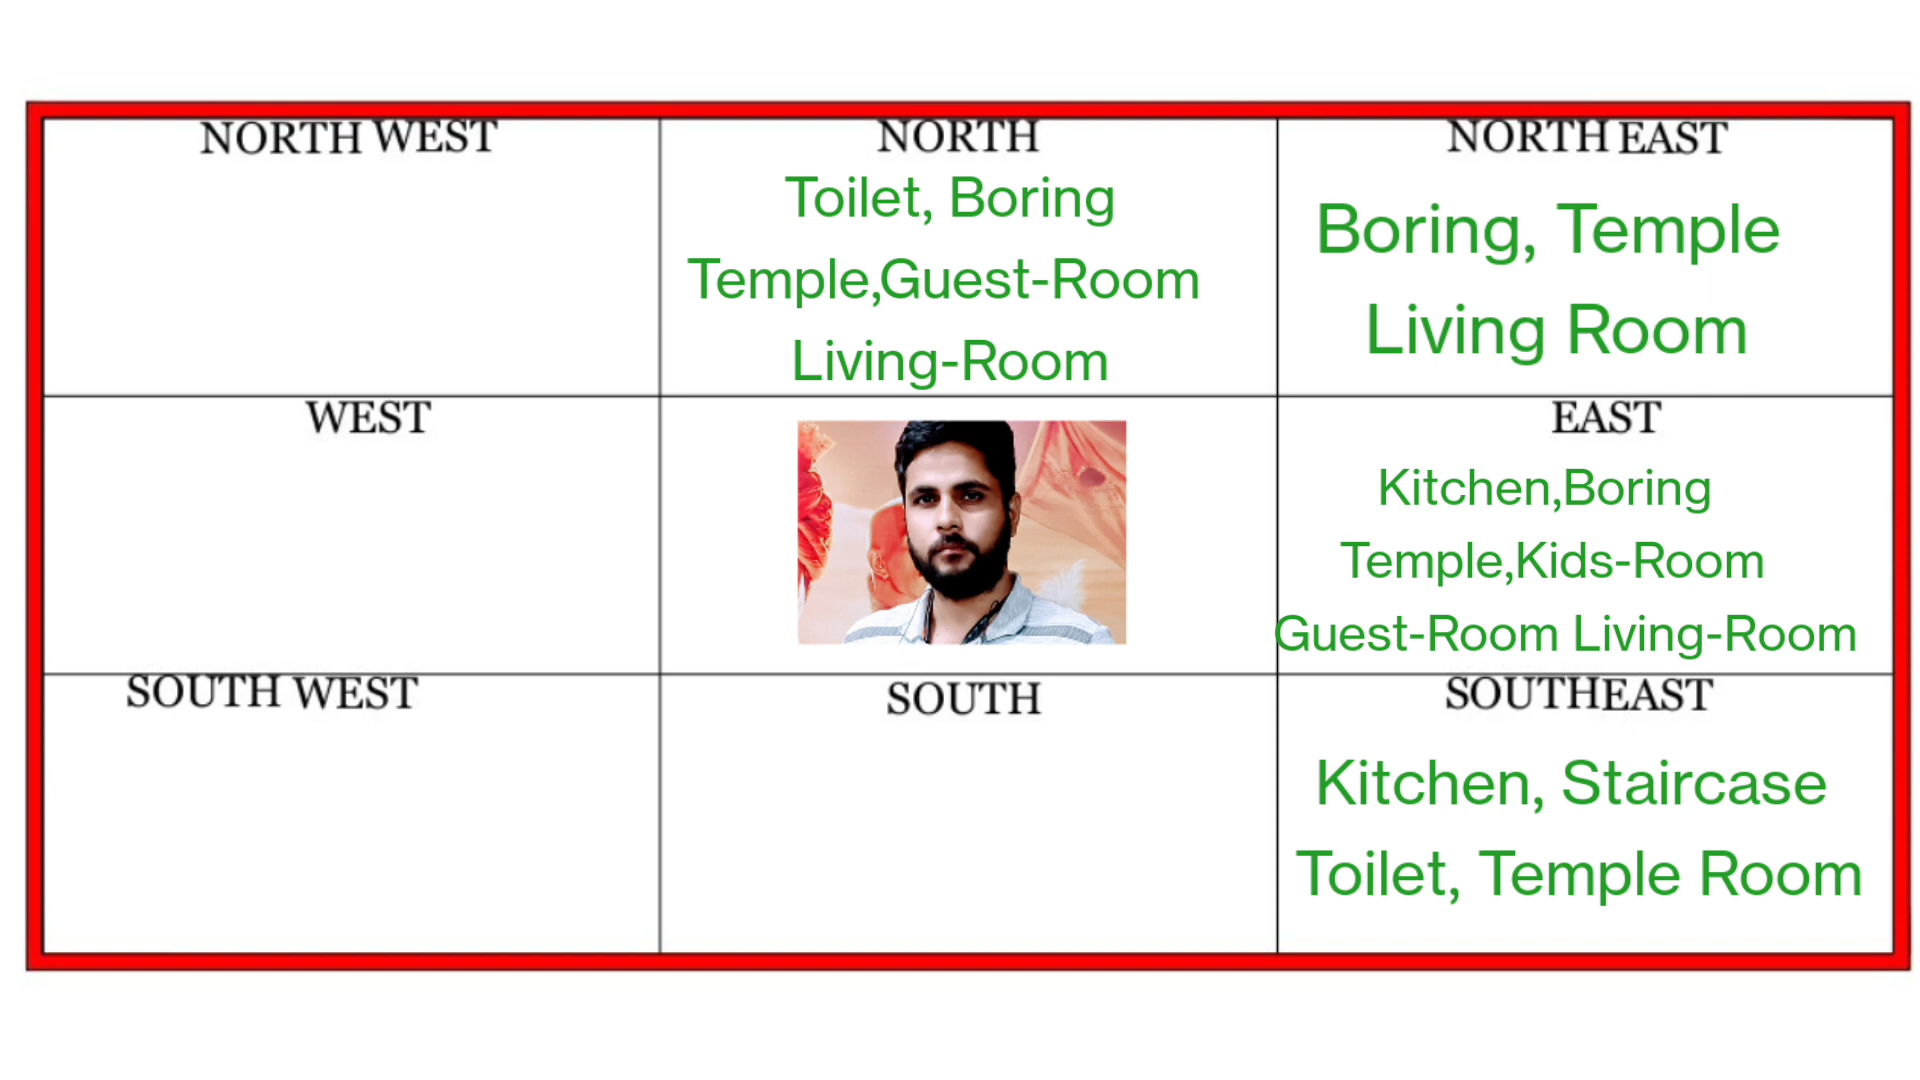 NORTH WEST
NORTH
Toilet, Boring
Temple,Guest-Room
Living-Room
NORTH EAST
Boring, Temple
Living Room
WEST
EAST
Kitchen,Boring
Temple,Kids-Room
Guest-Room Living-Room
SOUTH WEST
SOUTH
SOUTHEAST
Kitchen, Staircase
Toilet, Temple Room